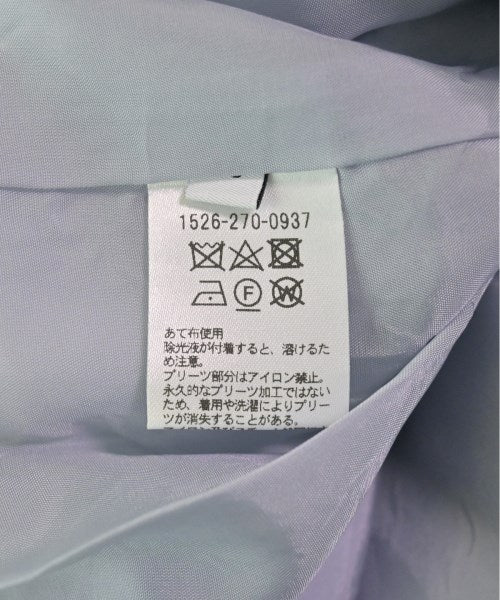 1526-270-0937
F
W
あて布使用
除光液が付着すると、溶けるた
め注意。
プリーツ部分はアイロン禁止。
永久的なプリーツ加工ではない
ため、着用や洗濯によりプリー
ツが消失することがある。